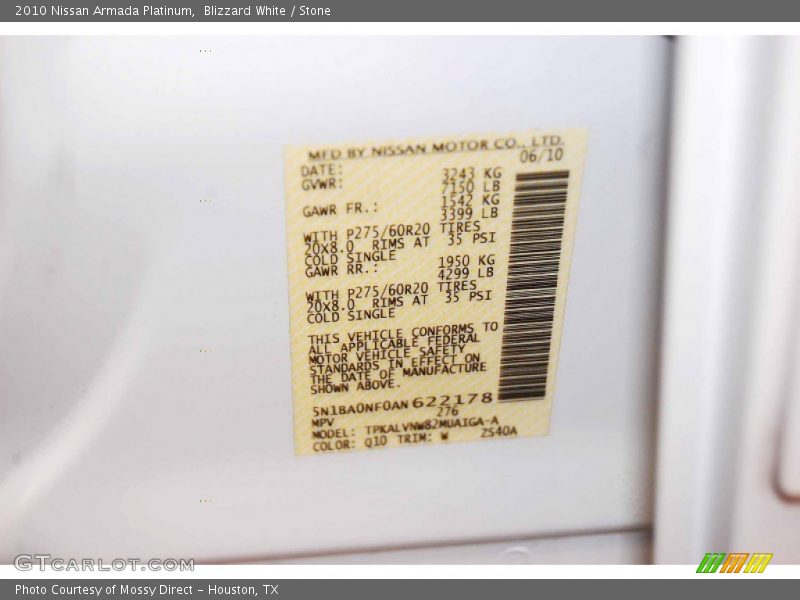 2010 Nissan Armada Platinum, Blizzard White / Stone
MFD BY NISSAN MOTOR CO., LTD.
DATE: 06/10
GVWR: 3243 KG
7150 LB
GAWR FR.: 1542 KG
3399 LB
WITH P275/60R20 TIRES
20X8.0 RIMS AT 35 PSI
COLD SINGLE
GAWR RR.: 1950 KG
4299 LB
WITH P275/60R20 TIRES
20X8.0 RIMS AT 35 PSI
COLD SINGLE
THIS VEHICLE CONFORMS TO
ALL APPLICABLE FEDERAL
MOTOR VEHICLE SAFETY
STANDARDS IN EFFECT ON
THE DATE OF MANUFACTURE
SHOWN ABOVE.
5N1BA0NF0AN622178
MPV 276
MODEL: TPKALVNW82MUAIGA-A
COLOR: Q10 TRIM: W 2S40A
GTCARLOT.COM
Photo Courtesy of Mossy Direct – Houston, TX